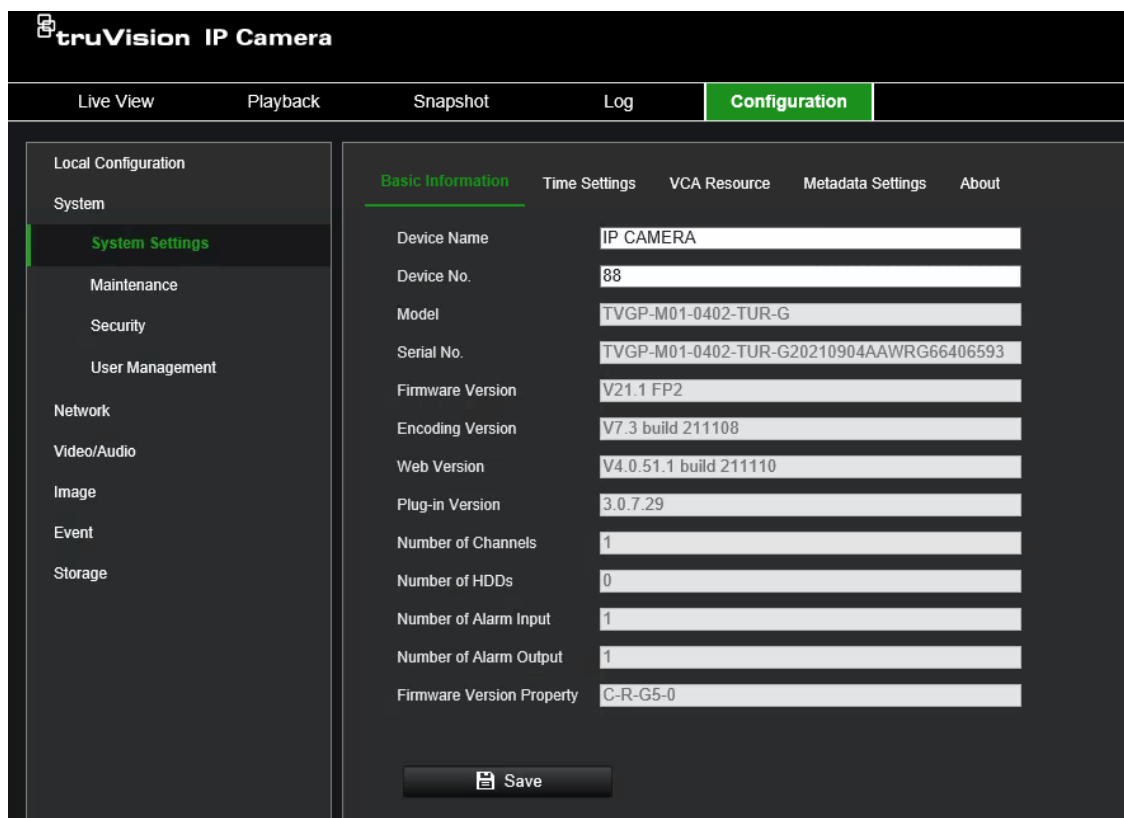 truVision IP Camera
Live View Playback Snapshot Log Configuration
Local Configuration
System
System Settings
Maintenance
Security
User Management
Network
Video/Audio
Image
Event
Storage
Basic Information Time Settings VCA Resource Metadata Settings About
Device Name IP CAMERA
Device No. 88
Model TVGP-M01-0402-TUR-G
Serial No. TVGP-M01-0402-TUR-G20210904AAWRG66406593
Firmware Version V21.1 FP2
Encoding Version V7.3 build 211108
Web Version V4.0.51.1 build 211110
Plug-in Version 3.0.7.29
Number of Channels 1
Number of HDDs 0
Number of Alarm Input 1
Number of Alarm Output 1
Firmware Version Property C-R-G5-0
Save